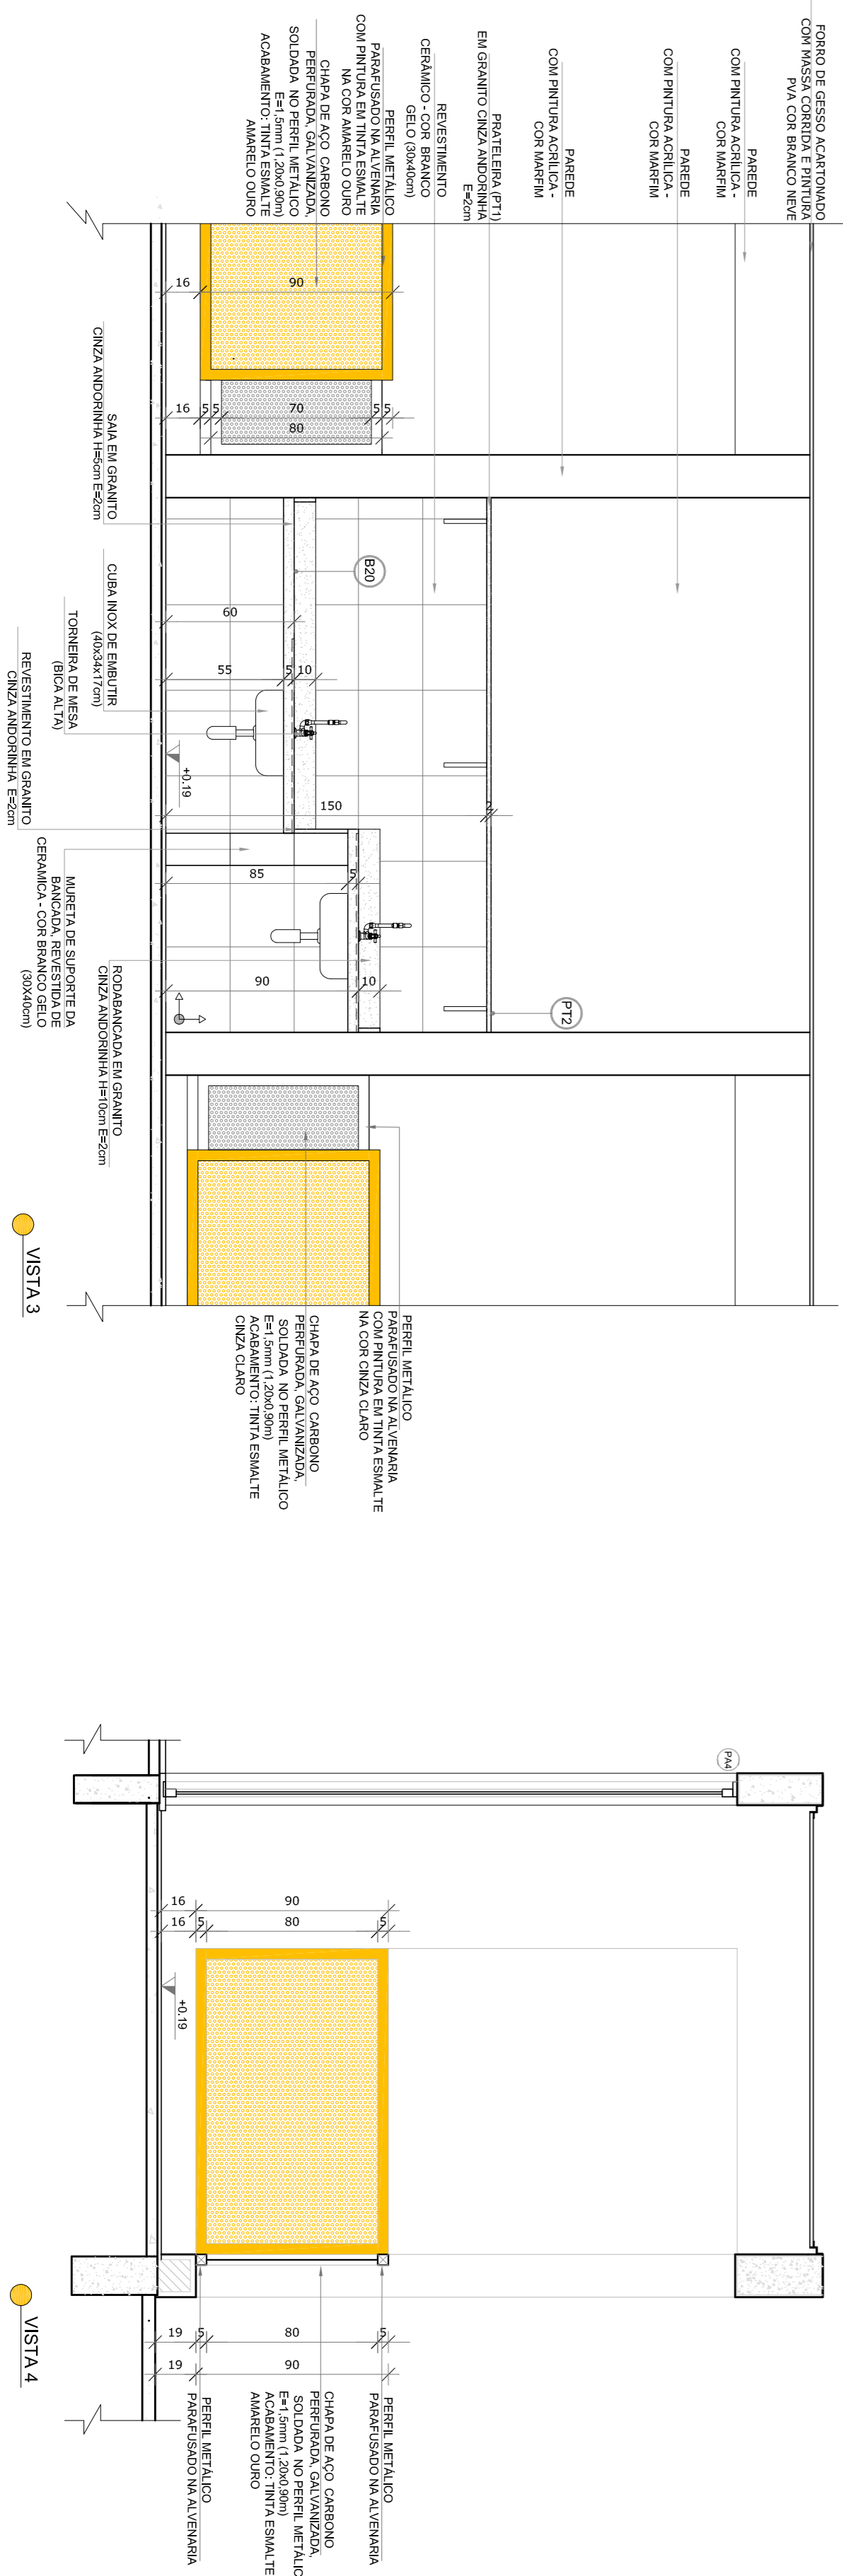 FORRO DE GESSO ACARTONADO
COM MASSA CORRIDA E PINTURA
PVA COR BRANCO NEVE
PAREDE
COM PINTURA ACRÍLICA -
COR MARFIM
PAREDE
COM PINTURA ACRÍLICA -
COR MARFIM
PAREDE
COM PINTURA ACRÍLICA -
COR MARFIM
PRATELEIRA (PT1)
EM GRANITO CINZA ANDORINHA
E=2cm
REVESTIMENTO
CERÂMICO - COR BRANCO
GELO (30x40cm)
PERFIL METÁLICO
PARAFUSADO NA ALVENARIA
COM PINTURA EM TINTA ESMALTE
NA COR AMARELO OURO
CHAPA DE AÇO CARBONO
PERFURADA, GALVANIZADA,
SOLDADA NO PERFIL METÁLICO
E=1,5mm (1,20x0,90m)
ACABAMENTO: TINTA ESMALTE
AMARELO OURO
16
90
16
5
5
70
5
5
80
B20
60
55
5
10
+0.19
150
2
85
5
90
10
PT2
SAIA EM GRANITO
CINZA ANDORINHA H=5cm E=2cm
CUBA INOX DE EMBUTIR
(40x34x17cm)
TORNEIRA DE MESA
(BICA ALTA)
REVESTIMENTO EM GRANITO
CINZA ANDORINHA E=2cm
MURETA DE SUPORTE DA
BANCADA, REVESTIDA DE
CERAMICA - COR BRANCO GELO
(30X40cm)
RODABANCADA EM GRANITO
CINZA ANDORINHA H=10cm E=2cm
PERFIL METÁLICO
PARAFUSADO NA ALVENARIA
COM PINTURA EM TINTA ESMALTE
NA COR CINZA CLARO
CHAPA DE AÇO CARBONO
PERFURADA, GALVANIZADA,
SOLDADA NO PERFIL METÁLICO
E=1,5mm (1,20x0,90m)
ACABAMENTO: TINTA ESMALTE
CINZA CLARO
VISTA 3
PA4
16
90
16
5
80
5
+0.19
19
5
80
5
19
90
PERFIL METÁLICO
PARAFUSADO NA ALVENARIA
CHAPA DE AÇO CARBONO
PERFURADA, GALVANIZADA,
SOLDADA NO PERFIL METÁLIC
E=1,5mm (1,20x0,90m)
ACABAMENTO: TINTA ESMALTE
AMARELO OURO
PERFIL METÁLICO
PARAFUSADO NA ALVENARIA
VISTA 4